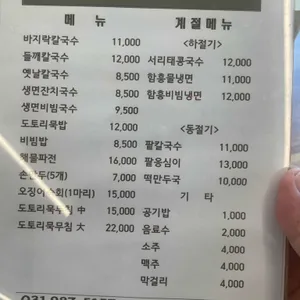 메 뉴
바지락칼국수 11,000
들깨칼국수 12,000
옛날칼국수 8,500
생면잔치국수 8,500
생면비빔국수 9,500
도토리묵밥 12,000
비빔밥 8,500
해물파전 16,000
손만두(5개) 7,000
오징어숙회(1마리) 15,000
도토리묵무침 中 15,000
도토리묵무침 大 22,000
계절메뉴
<하절기>
서리태콩국수 12,000
함흥물냉면 11,000
함흥비빔냉면 12,000
<동절기>
팥칼국수 11,000
팥옹심이 13,000
떡만두국 10,000
기 타
공기밥 1,000
음료수 2,000
소주 4,000
맥주 4,000
막걸리 4,000